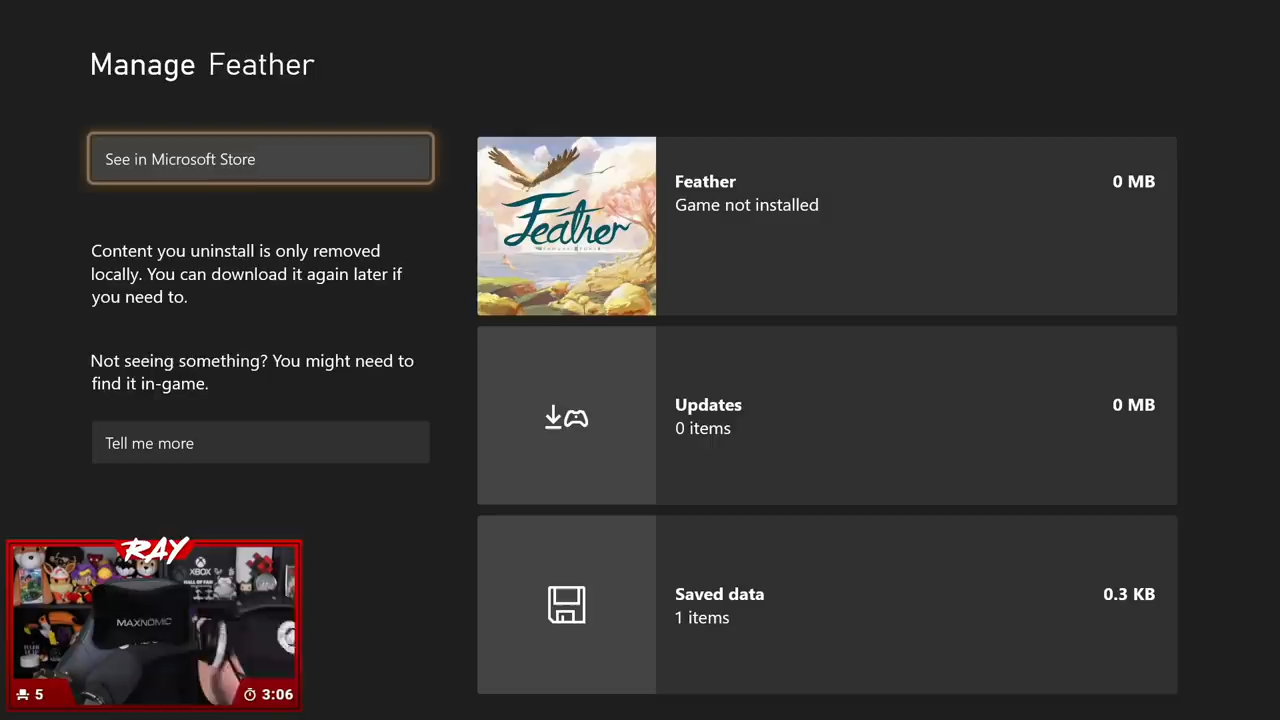 Manage Feather
See in Microsoft Store
Content you uninstall is only removed
locally. You can download it again later if
you need to.
Not seeing something? You might need to
find it in-game.
Tell me more
Feather
Feather
0 MB
Game not installed
Updates
0 MB
0 items
Saved data
0.3 KB
1 items
RAY
XBOX
HALL OF FAME
MAXNOMIC
5
3:06